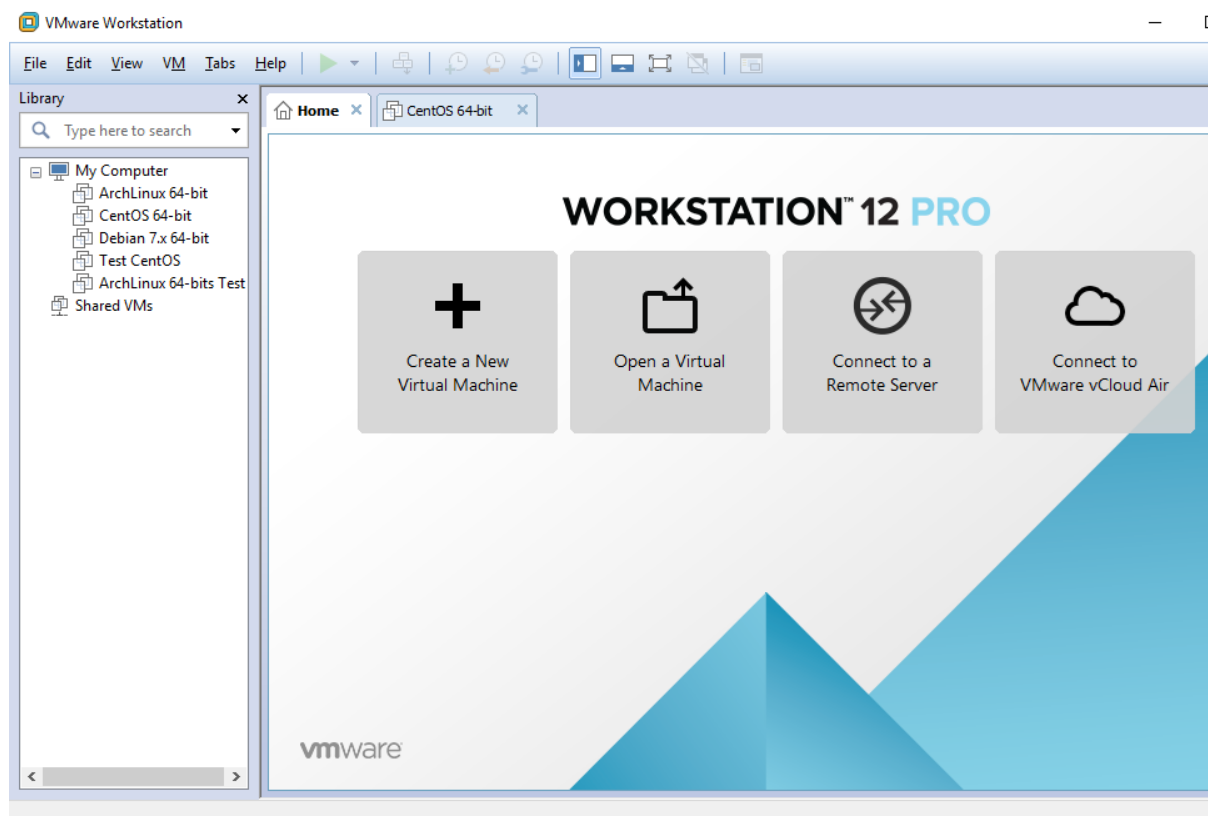 VMware Workstation
File Edit View VM Tabs Help
Library
Type here to search
My Computer
ArchLinux 64-bit
CentOS 64-bit
Debian 7.x 64-bit
Test CentOS
ArchLinux 64-bits Test
Shared VMs
Home
CentOS 64-bit
WORKSTATION™ 12 PRO
Create a New
Virtual Machine
Open a Virtual
Machine
Connect to a
Remote Server
Connect to
VMware vCloud Air
vmware